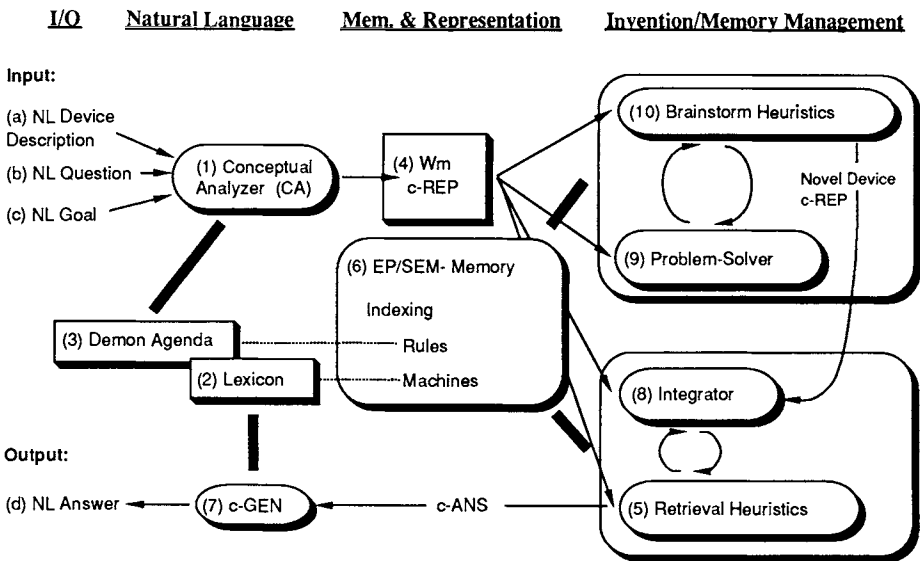 I/O
Natural Language
Mem. & Representation
Invention/Memory Management
Input:
(a) NL Device
Description
(b) NL Question
(c) NL Goal
(1) Conceptual
Analyzer (CA)
(4) Wm
c-REP
(10) Brainstorm Heuristics
Novel Device
c-REP
(9) Problem-Solver
(6) EP/SEM- Memory
Indexing
Rules
Machines
(3) Demon Agenda
(2) Lexicon
(8) Integrator
Output:
(d) NL Answer
(7) c-GEN
c-ANS
(5) Retrieval Heuristics